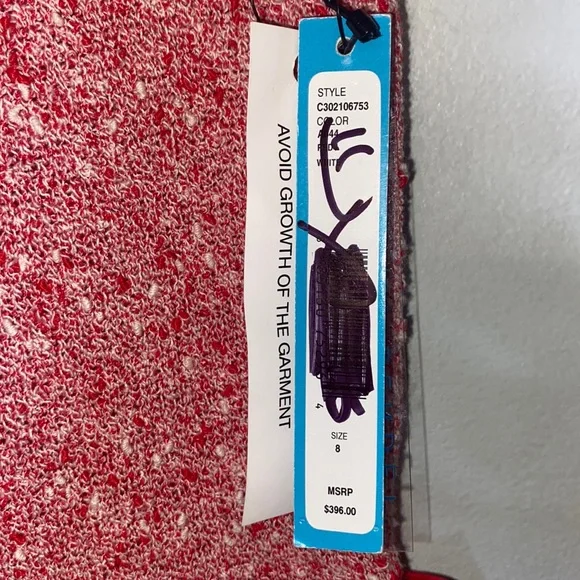 STYLE
C302106753
COLOR
SIZE
8
MSRP
$396.00
AVOID GROWTH OF THE GARMENT